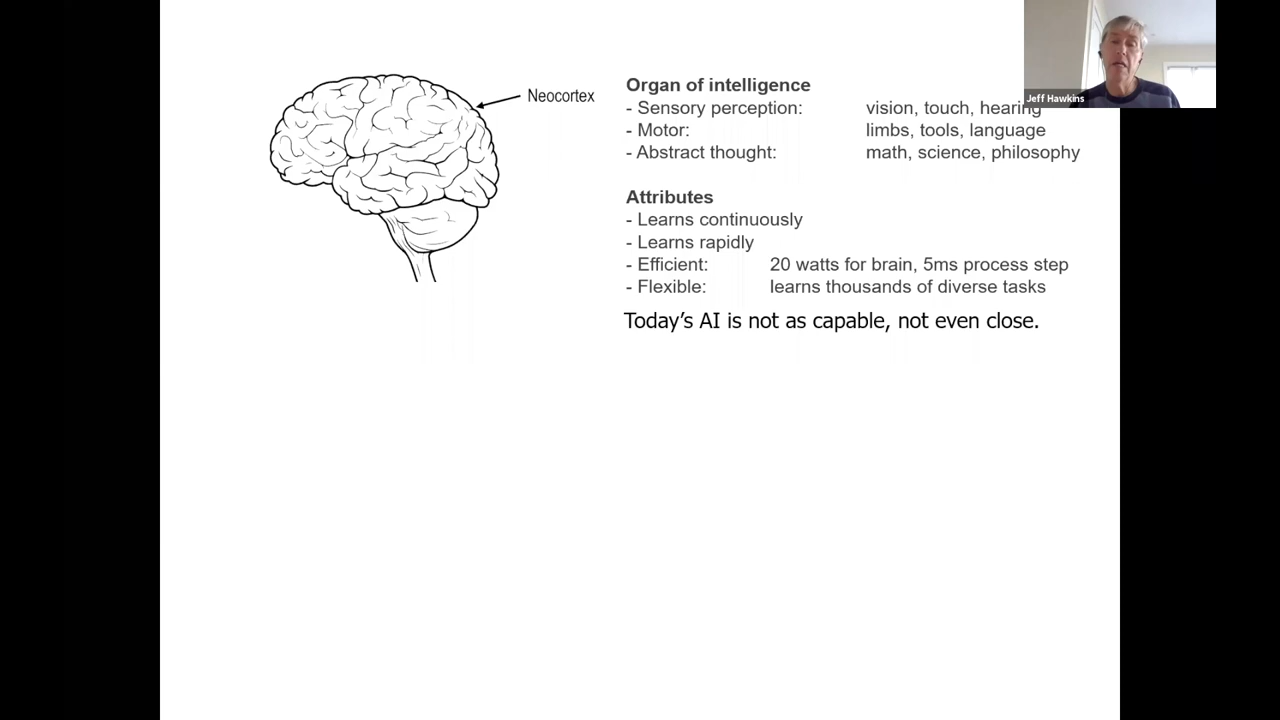 Neocortex
Organ of intelligence
- Sensory perception: vision, touch, hearing
- Motor: limbs, tools, language
- Abstract thought: math, science, philosophy
Attributes
- Learns continuously
- Learns rapidly
- Efficient: 20 watts for brain, 5ms process step
- Flexible: learns thousands of diverse tasks
Today's AI is not as capable, not even close.
Jeff Hawkins